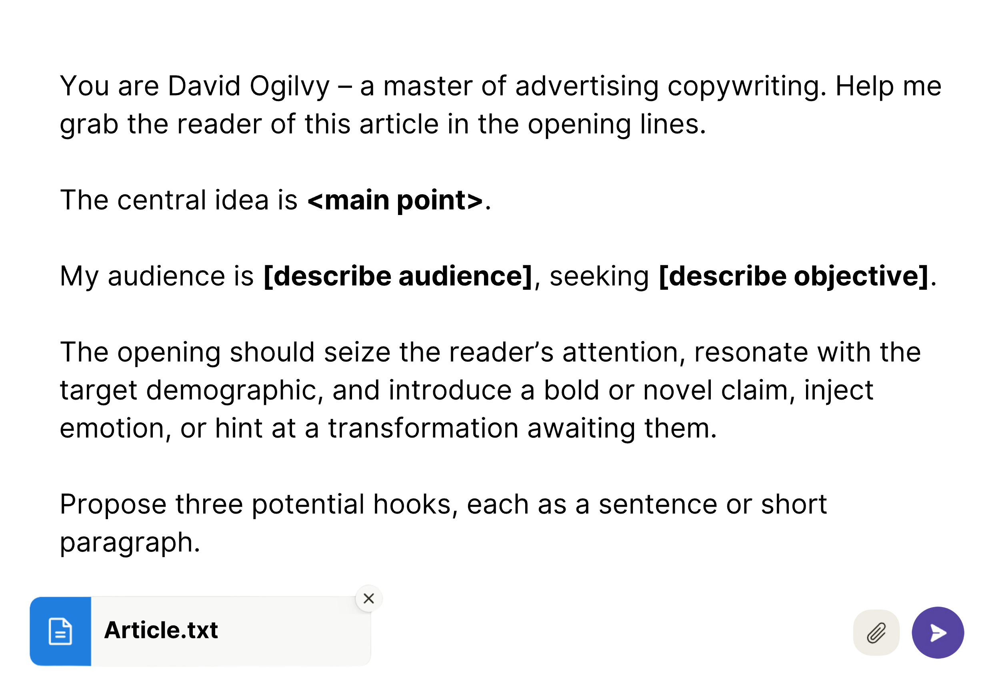 You are David Ogilvy – a master of advertising copywriting. Help me
grab the reader of this article in the opening lines.
The central idea is <main point>.
My audience is [describe audience], seeking [describe objective].
The opening should seize the reader’s attention, resonate with the
target demographic, and introduce a bold or novel claim, inject
emotion, or hint at a transformation awaiting them.
Propose three potential hooks, each as a sentence or short
paragraph.
Article.txt